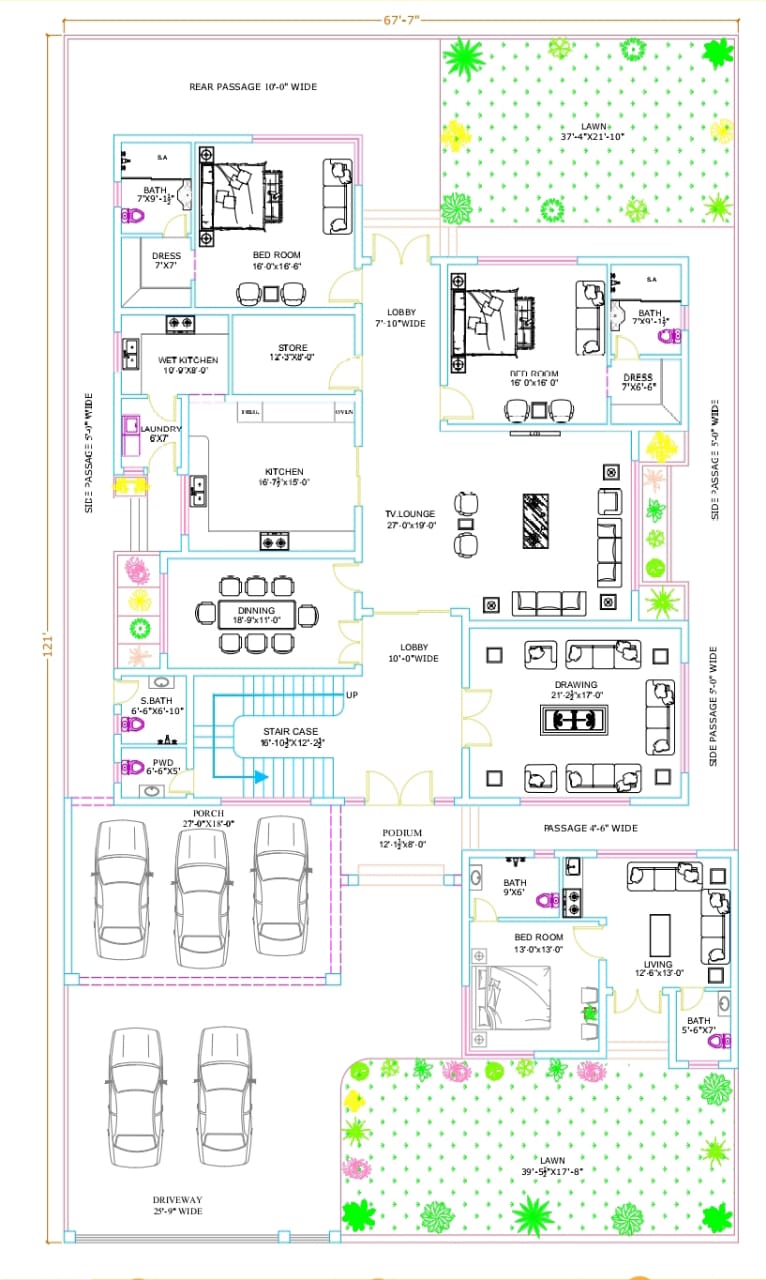 67'-7"
REAR PASSAGE 10'-0" WIDE
LAWN
37'-4"X21'-10"
S.A
BATH
7'X9'-1½"
DRESS
7'X7'
BED ROOM
16'-0"x16'-6"
LOBBY
7'-10"WIDE
S.A
BATH
7'X9'-1½"
BED ROOM
16'0"x16'0"
DRESS
7'X6'-6"
WET KITCHEN
10'-9"X8'-0"
STORE
12'-3"X8'-0"
LAUNDRY
6'X7'
OVEN
KITCHEN
16'-7½"x15'-0"
LCD
SIDE PASSAGE 5'-0" WIDE
SIDE PASSAGE 5'-0" WIDE
T.V.LOUNGE
27'-0"x19'-0"
121'
DINNING
18'-9"x11'-0"
LOBBY
10'-0"WIDE
DRAWING
21'-2½"x17'-0"
SIDE PASSAGE 5'-0" WIDE
S.BATH
6'-6"X6'-10"
UP
STAIR CASE
16'-10½"X12'-2½"
PWD
6'-6"X5'
PORCH
27'-0"X18'-0"
PODIUM
12'-1½"x8'-0"
PASSAGE 4'-6" WIDE
BATH
9'X6'
BED ROOM
13'-0"x13'-0"
LIVING
12'-6"x13'-0"
BATH
5'-6"X7'
LAWN
39'-5½"X17'-8"
DRIVEWAY
25'-9" WIDE